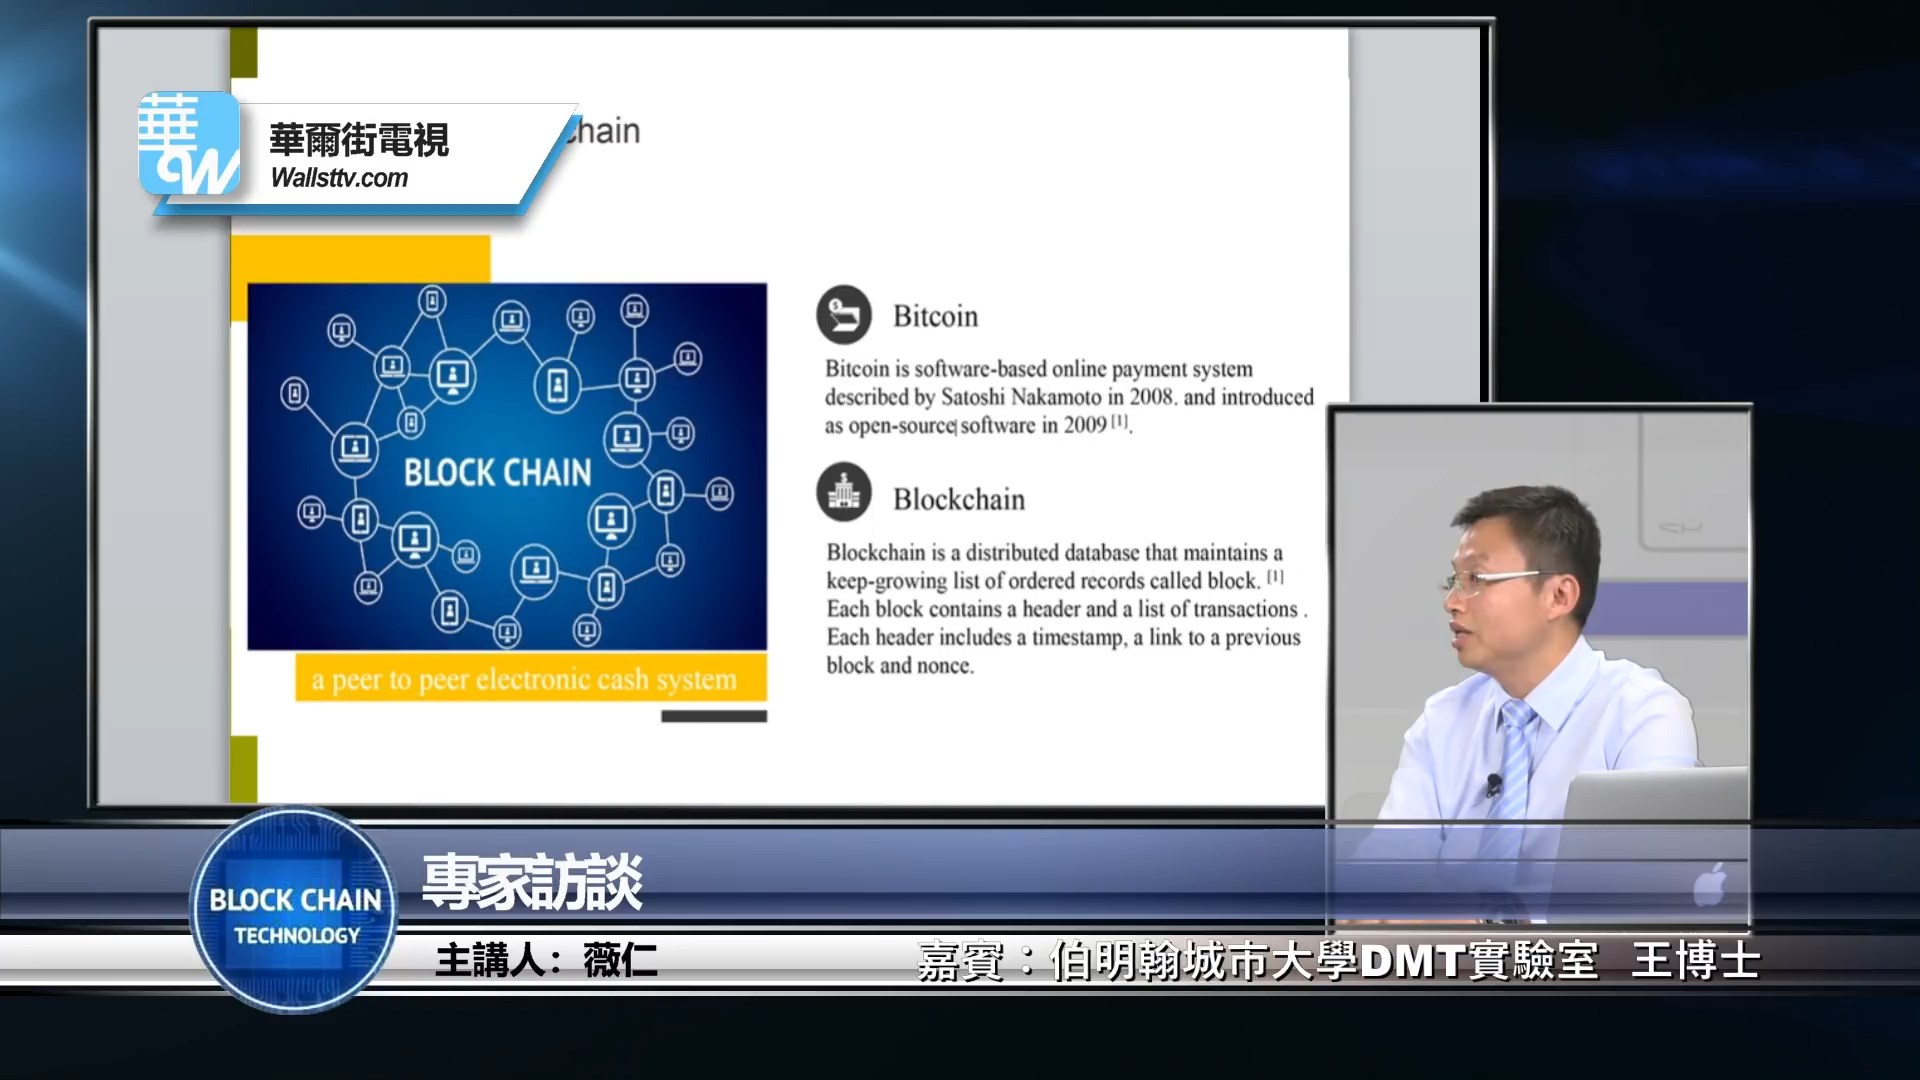 華爾街電視
Wallsttv.com
chain
BLOCK CHAIN
a peer to peer electronic cash system
Bitcoin
Bitcoin is software-based online payment system
described by Satoshi Nakamoto in 2008. and introduced
as open-source software in 2009 [1].
Blockchain
Blockchain is a distributed database that maintains a
keep-growing list of ordered records called block. [1]
Each block contains a header and a list of transactions .
Each header includes a timestamp, a link to a previous
block and nonce.
BLOCK CHAIN
TECHNOLOGY
專家訪談
主講人：薇仁
嘉賓：伯明翰城市大學DMT實驗室 王博士